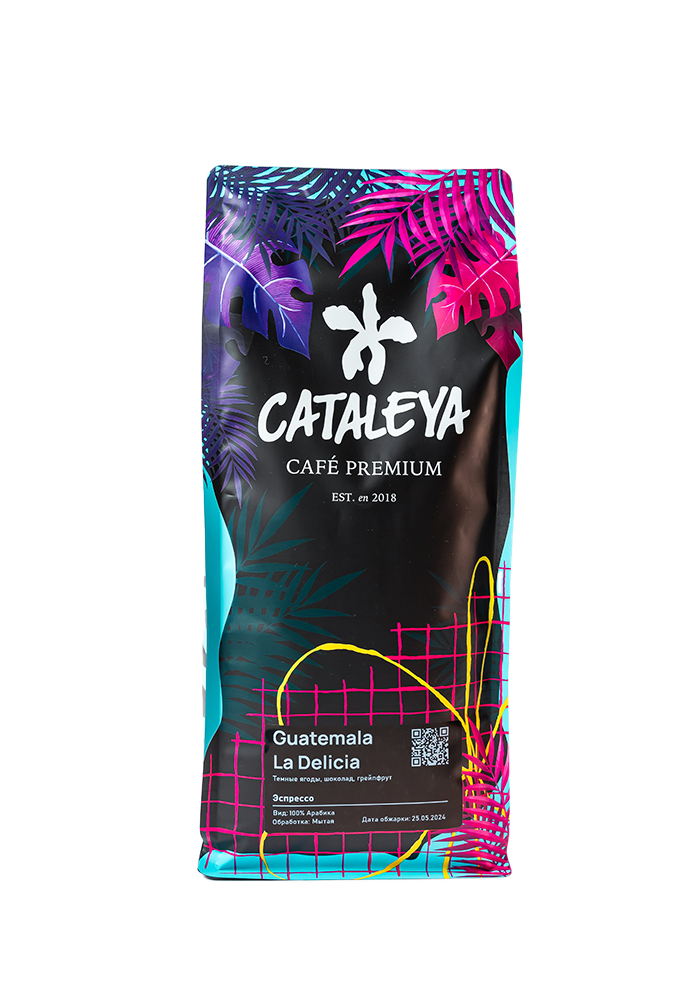 CATALEYA
CAFÉ PREMIUM
EST. en 2018
Guatemala
La Delicia
Темные ягоды, шоколад, грейпфрут
Эспрессо
Вид: 100% Арабика
Обработка: Мытая
Дата обжарки: 25.05.2024